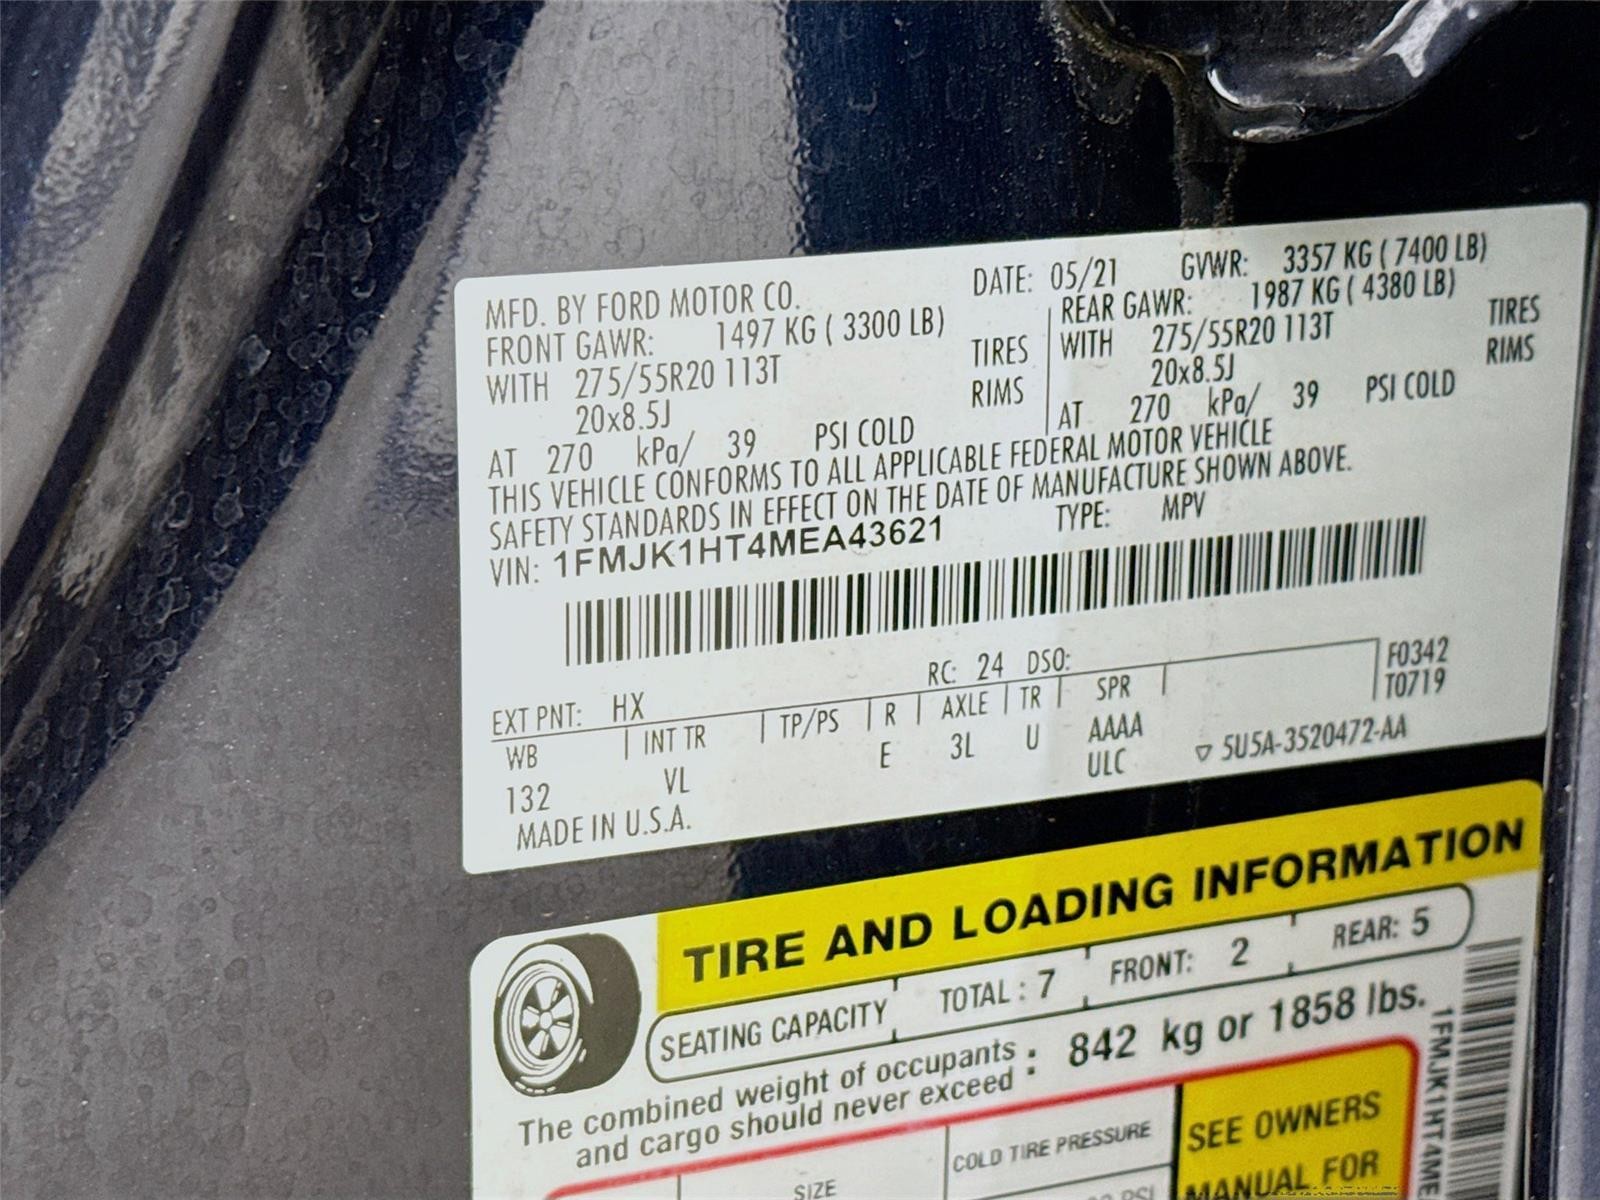 MFD. BY FORD MOTOR CO. DATE: 05/21 GVWR: 3357 KG ( 7400 LB)
FRONT GAWR: 1497 KG ( 3300 LB) REAR GAWR: 1987 KG ( 4380 LB)
WITH 275/55R20 113T TIRES WITH 275/55R20 113T TIRES
20x8.5J RIMS 20x8.5J RIMS
AT 270 kPa/ 39 PSI COLD AT 270 kPa/ 39 PSI COLD
THIS VEHICLE CONFORMS TO ALL APPLICABLE FEDERAL MOTOR VEHICLE
SAFETY STANDARDS IN EFFECT ON THE DATE OF MANUFACTURE SHOWN ABOVE.
VIN: 1FMJK1HT4MEA43621 TYPE: MPV
EXT PNT: HX RC: 24 DSO: F0342
WB INT TR TP/PS R AXLE TR SPR T0719
132 VL E 3L U AAAA
ULC ▽ 5U5A-3520472-AA
MADE IN U.S.A.
TIRE AND LOADING INFORMATION
SEATING CAPACITY TOTAL : 7 FRONT: 2 REAR: 5
The combined weight of occupants
and cargo should never exceed : 842 kg or 1858 lbs.
SIZE COLD TIRE PRESSURE SEE OWNERS
MANUAL FOR
PSI
1FMJK1HT4ME